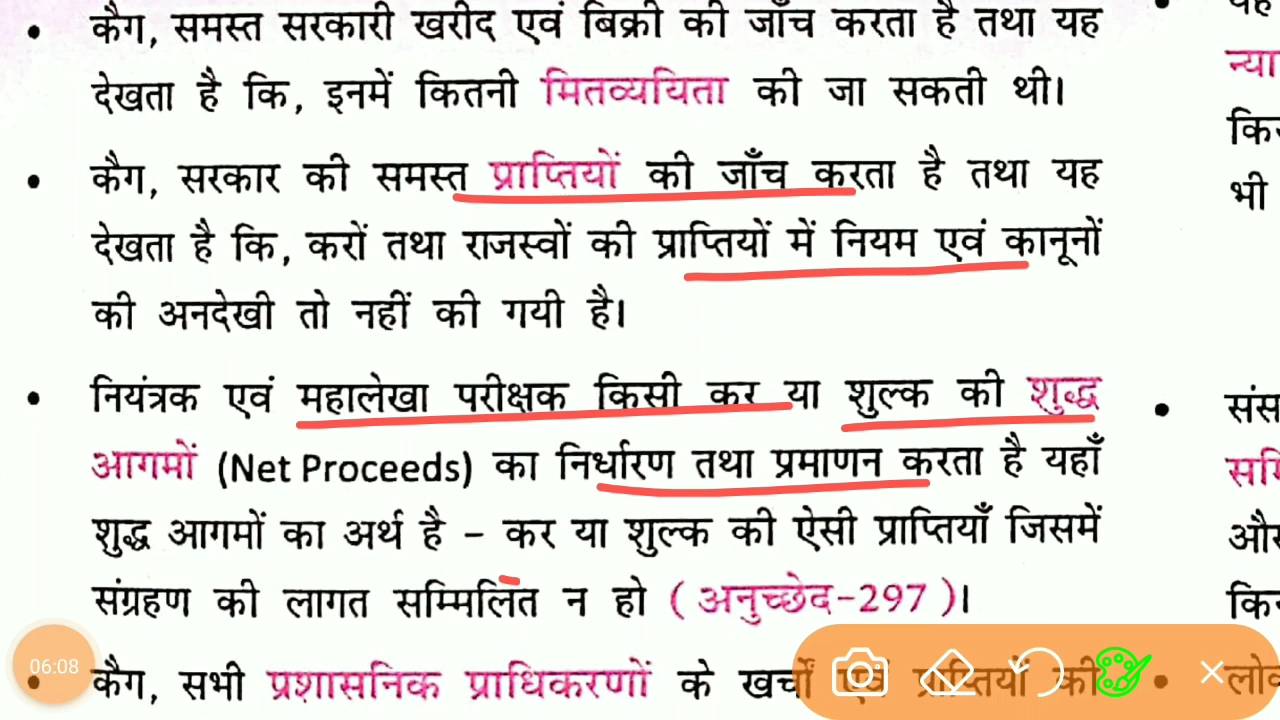 कैग, समस्त सरकारी खरीद एवं बिक्री की जाँच करता है तथा यह
देखता है कि, इनमें कितनी मितव्ययिता की जा सकती थी।
कैग, सरकार की समस्त प्राप्तियों की जाँच करता है तथा यह
देखता है कि, करों तथा राजस्वों की प्राप्तियों में नियम एवं कानूनों
की अनदेखी तो नहीं की गयी है।
नियंत्रक एवं महालेखा परीक्षक किसी कर या शुल्क की शुद्ध
आगमों (Net Proceeds) का निर्धारण तथा प्रमाणन करता है यहाँ
शुद्ध आगमों का अर्थ है – कर या शुल्क की ऐसी प्राप्तियाँ जिसमें
संग्रहण की लागत सम्मिलित न हो (अनुच्छेद-297)।
कैग, सभी प्रशासनिक प्राधिकरणों के खर्चों एवं प्राप्तियों की
06:08
भी